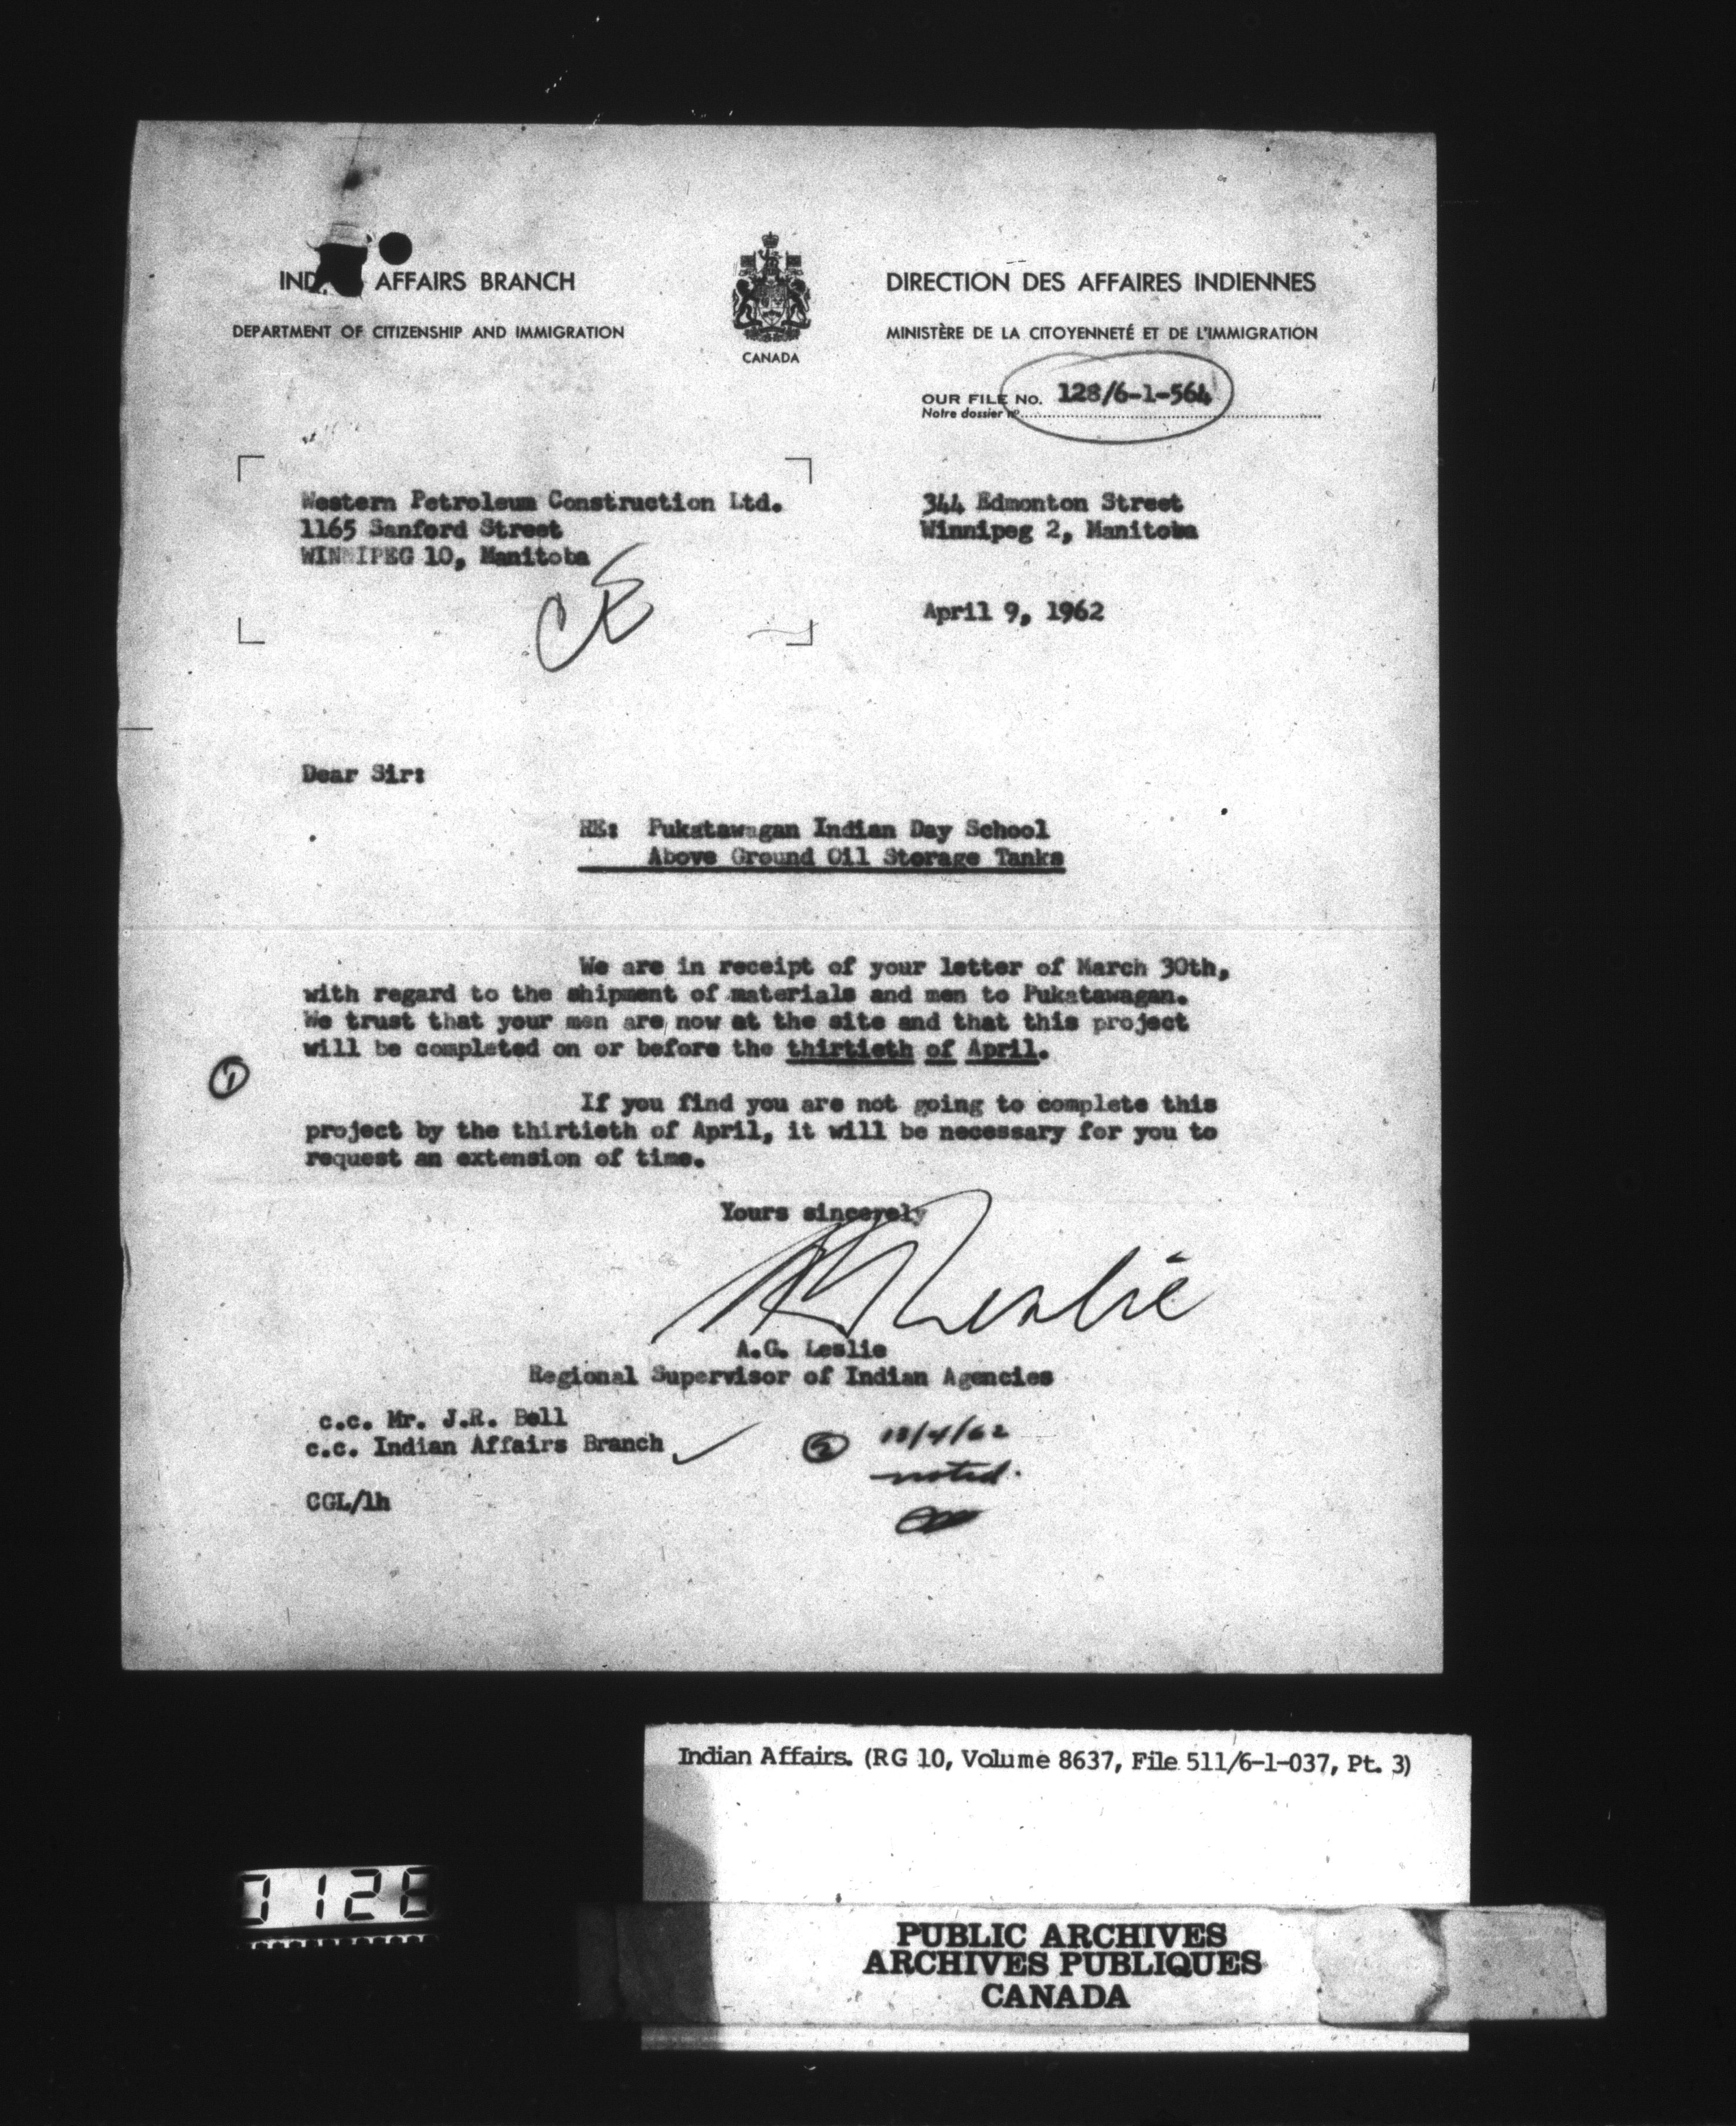 IND AFFAIRS BRANCH
DEPARTMENT OF CITIZENSHIP AND IMMIGRATION
CANADA
DIRECTION DES AFFAIRES INDIENNES
MINISTÈRE DE LA CITOYENNETÉ ET DE L'IMMIGRATION
OUR FILE NO. 128/6-1-564
Notre dossier no
Western Petroleum Construction Ltd.
1165 Sanford Street
WINNIPEG 10, Manitoba
344 Edmonton Street
Winnipeg 2, Manitoba
April 9, 1962
Dear Sir:
RE: Pukatawagan Indian Day School
Above Ground Oil Storage Tanks
We are in receipt of your letter of March 30th,
with regard to the shipment of materials and men to Pukatawagan.
We trust that your men are now at the site and that this project
will be completed on or before the thirtieth of April.
1
If you find you are not going to complete this
project by the thirtieth of April, it will be necessary for you to
request an extension of time.
Yours sincerely
Leslie
A.G. Leslie
Regional Supervisor of Indian Agencies
c.c. Mr. J.R. Bell
c.c. Indian Affairs Branch
2
noted.
CGL/lh
Indian Affairs. (RG 10, Volume 8637, File 511/6-1-037, Pt. 3)
PUBLIC ARCHIVES
ARCHIVES PUBLIQUES
CANADA